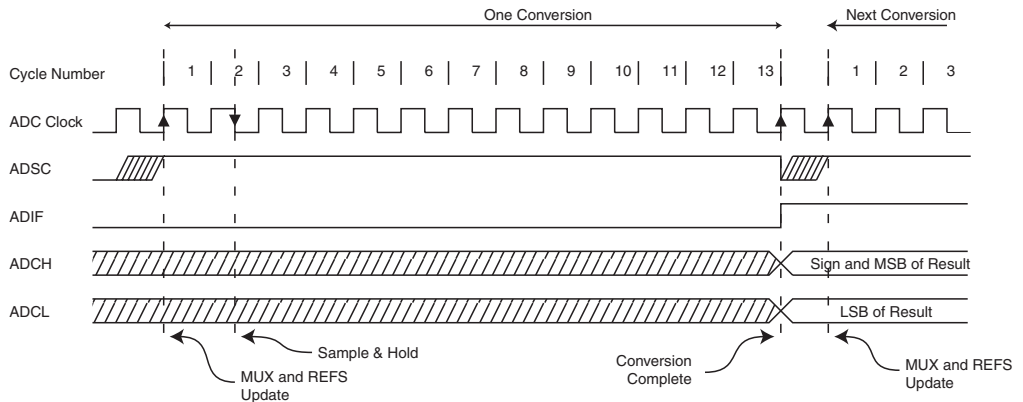 One Conversion
Next Conversion
Cycle Number 1 2 3 4 5 6 7 8 9 10 11 12 13 1 2 3
ADC Clock
ADSC
ADIF
ADCH
Sign and MSB of Result
ADCL
LSB of Result
Sample & Hold
MUX and REFS
Update
Conversion
Complete
MUX and REFS
Update